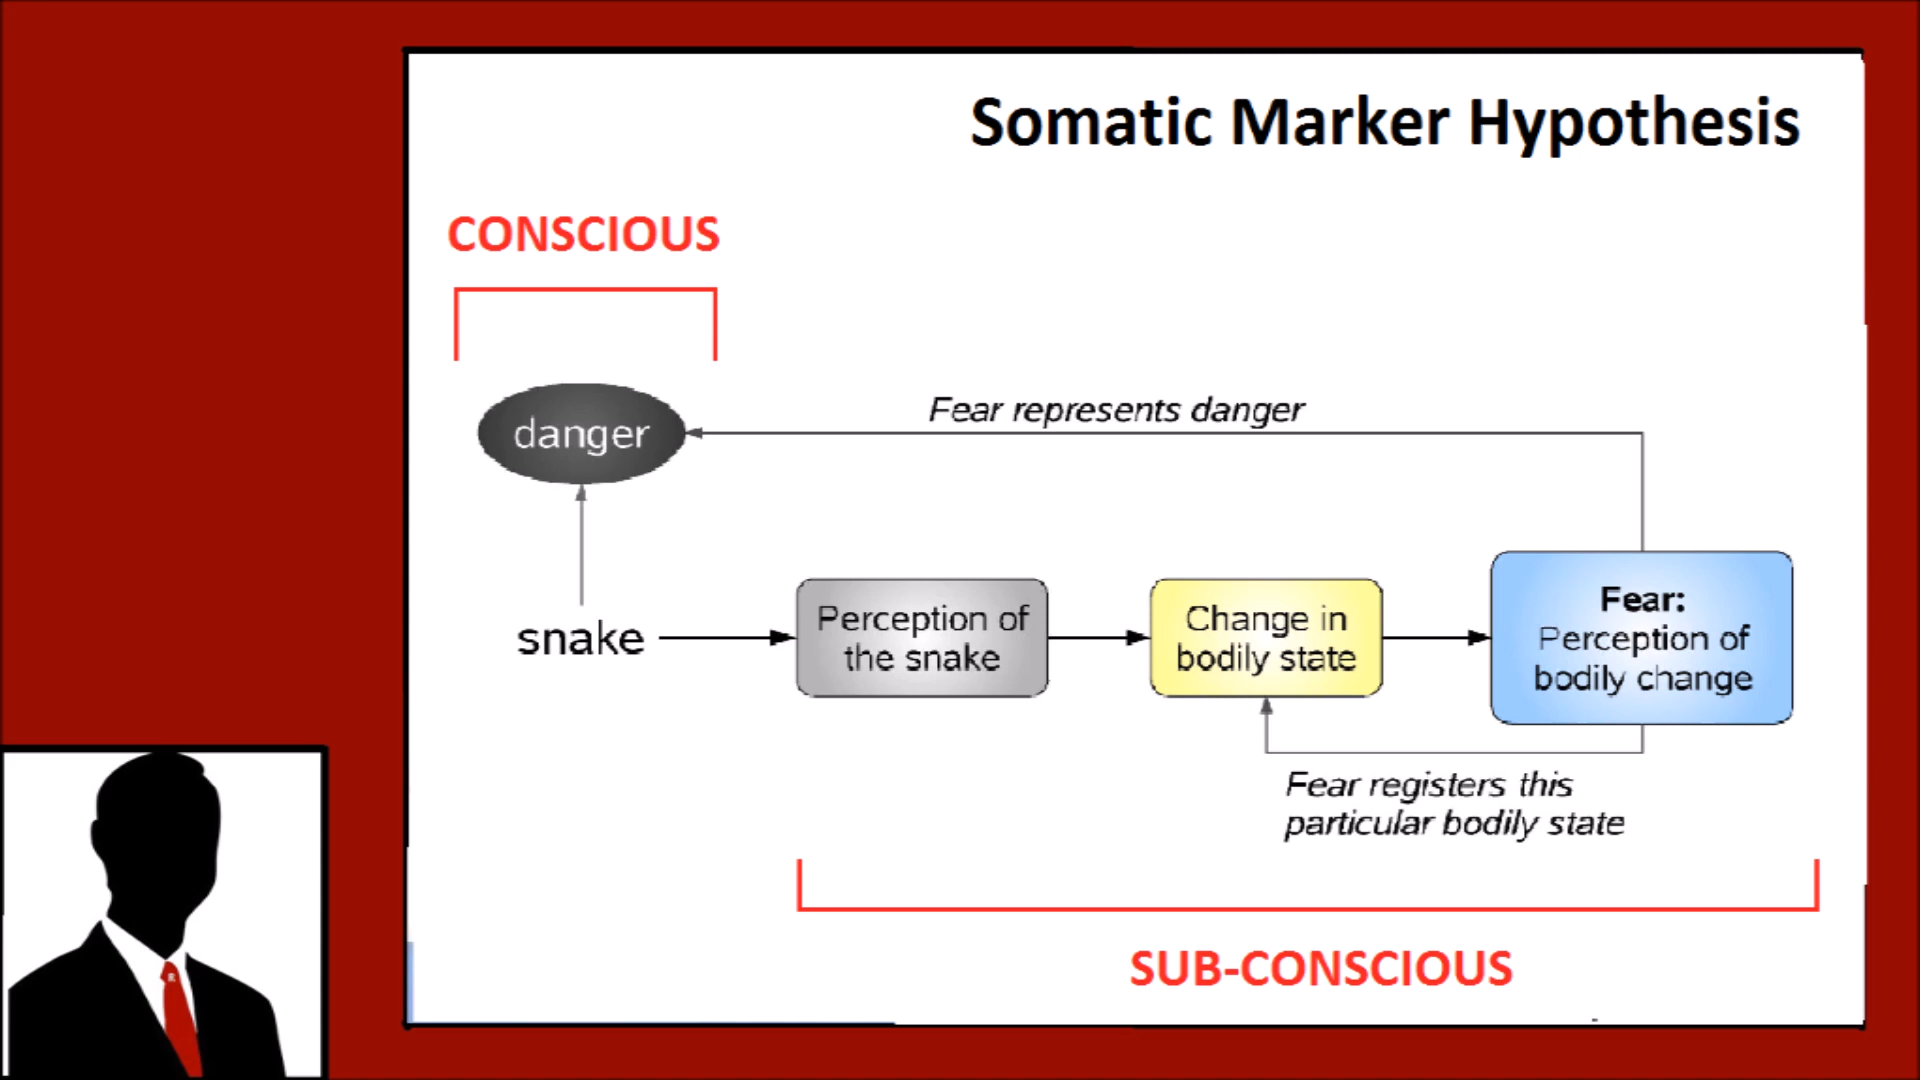 Somatic Marker Hypothesis
CONSCIOUS
danger
Fear represents danger
snake
Perception of
the snake
Change in
bodily state
Fear:
Perception of
bodily change
Fear registers this
particular bodily state
SUB-CONSCIOUS
R